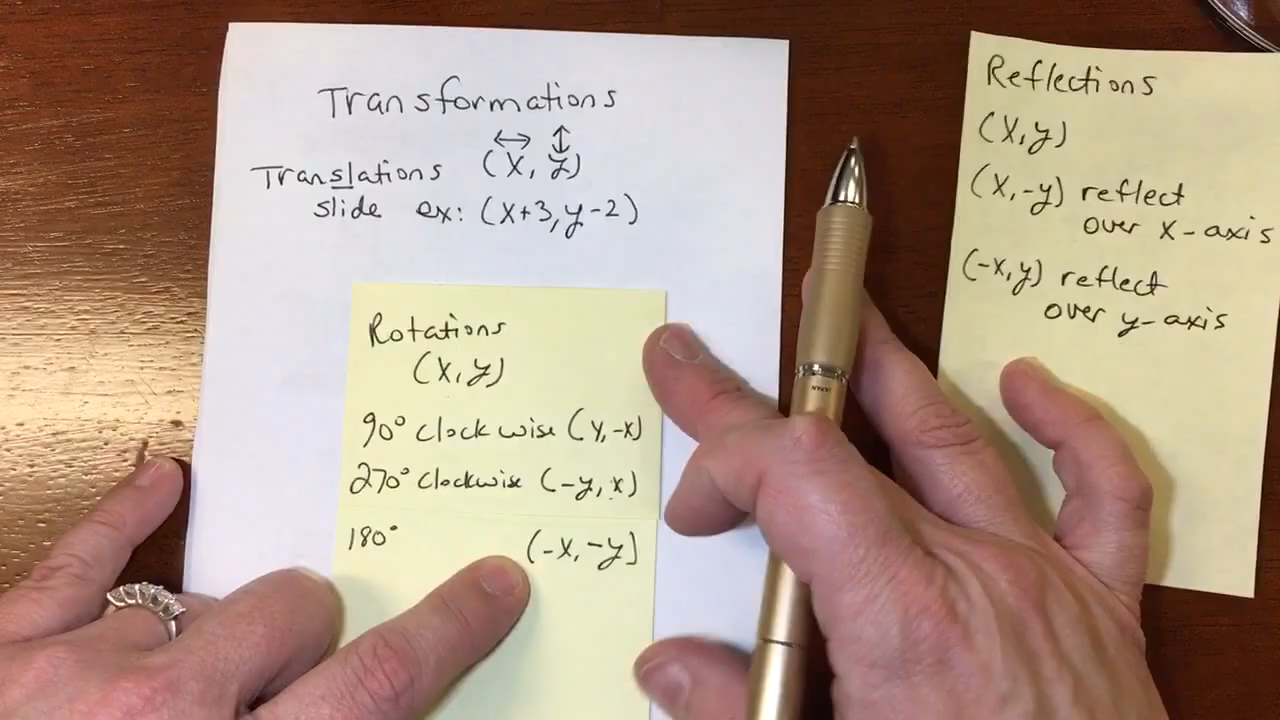 Transformations
↔ ↕
Translations (x, y)
slide ex: (x+3, y-2)
Rotations
(x, y)
90° clockwise (y, -x)
270° clockwise (-y, x)
180° (-x, -y)
Reflections
(x, y)
(x, -y) reflect
over x-axis
(-x, y) reflect
over y-axis
JAPAN